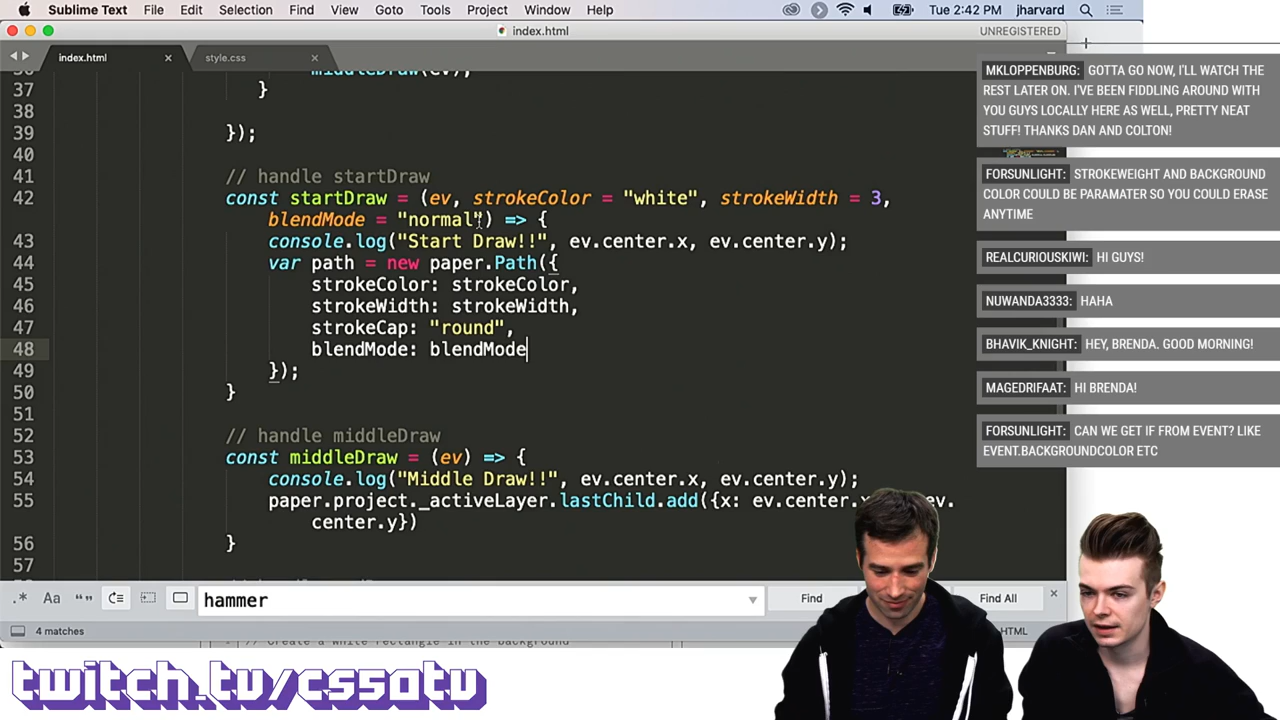 Sublime Text File Edit Selection Find Goto Tools Project Window Help Tue 2:42 PM jharvard
index.html UNREGISTERED
index.html × style.css ×
37 }
38
39 });
40
41 // handle startDraw
42 const startDraw = (ev, strokeColor = "white", strokeWidth = 3,
blendMode = "normal") => {
43 console.log("Start Draw!!", ev.center.x, ev.center.y);
44 var path = new paper.Path({
45 strokeColor: strokeColor,
46 strokeWidth: strokeWidth,
47 strokeCap: "round",
48 blendMode: blendMode
49 });
50 }
51
52 // handle middleDraw
53 const middleDraw = (ev) => {
54 console.log("Middle Draw!!", ev.center.x, ev.center.y);
55 paper.project._activeLayer.lastChild.add({x: ev.center.x ev.
center.y})
56 }
57
.* Aa “” hammer Find Find All ×
4 matches HTML
// Create a white rectangle in the background
MKLOPPENBURG: GOTTA GO NOW, I'LL WATCH THE
REST LATER ON. I'VE BEEN FIDDLING AROUND WITH
YOU GUYS LOCALLY HERE AS WELL, PRETTY NEAT
STUFF! THANKS DAN AND COLTON!
FORSUNLIGHT: STROKEWEIGHT AND BACKGROUND
COLOR COULD BE PARAMATER SO YOU COULD ERASE
ANYTIME
REALCURIOUSKIWI: HI GUYS!
NUWANDA3333: HAHA
BHAVIK_KNIGHT: HEY, BRENDA. GOOD MORNING!
MAGEDRIFAAT: HI BRENDA!
FORSUNLIGHT: CAN WE GET IF FROM EVENT? LIKE
EVENT.BACKGROUNDCOLOR ETC
twitch.tv/cs50tv